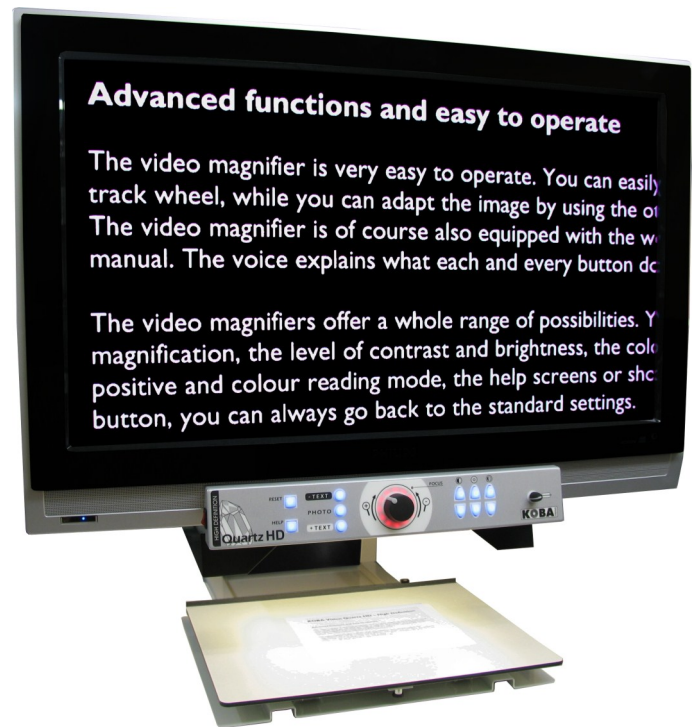 Advanced functions and easy to operate
The video magnifier is very easy to operate. You can easily
track wheel, while you can adapt the image by using the
The video magnifier is of course also equipped with the
manual. The voice explains what each and every button
The video magnifiers offer a whole range of possibilities.
magnification, the level of contrast and brightness, the
positive and colour reading mode, the help screens or
button, you can always go back to the standard settings.
HIGH DEFINITION
Quartz HD
RESET
HELP
- TEXT
PHOTO
+ TEXT
FOCUS
KOBA